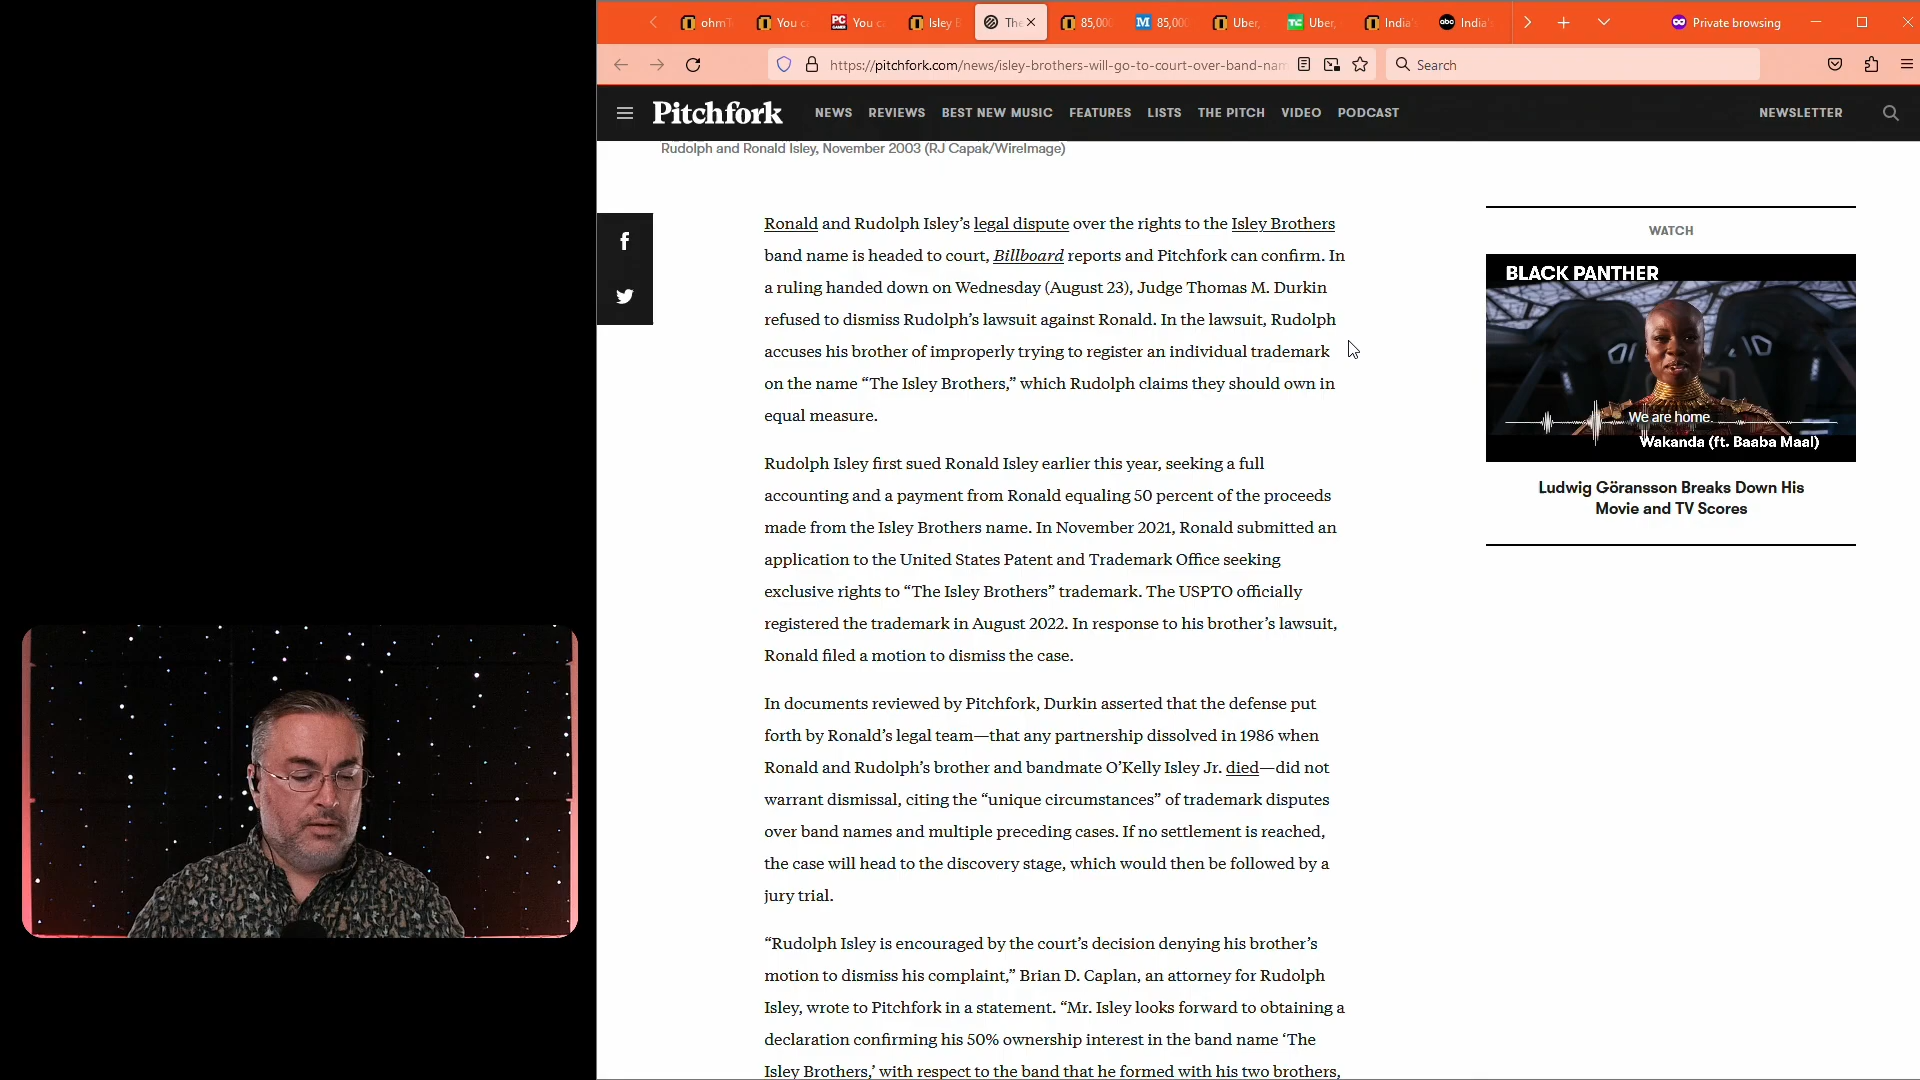 ohmT
You c
You c
Isley B
The
85,000
85,000
Uber,
Uber,
India'
India'
Private browsing
https://pitchfork.com/news/isley-brothers-will-go-to-court-over-band-nam
Search
Pitchfork
NEWS REVIEWS BEST NEW MUSIC FEATURES LISTS THE PITCH VIDEO PODCAST
NEWSLETTER
Rudolph and Ronald Isley, November 2003 (RJ Capak/WireImage)
Ronald and Rudolph Isley’s legal dispute over the rights to the Isley Brothers
band name is headed to court, Billboard reports and Pitchfork can confirm. In
a ruling handed down on Wednesday (August 23), Judge Thomas M. Durkin
refused to dismiss Rudolph’s lawsuit against Ronald. In the lawsuit, Rudolph
accuses his brother of improperly trying to register an individual trademark
on the name “The Isley Brothers,” which Rudolph claims they should own in
equal measure.
Rudolph Isley first sued Ronald Isley earlier this year, seeking a full
accounting and a payment from Ronald equaling 50 percent of the proceeds
made from the Isley Brothers name. In November 2021, Ronald submitted an
application to the United States Patent and Trademark Office seeking
exclusive rights to “The Isley Brothers” trademark. The USPTO officially
registered the trademark in August 2022. In response to his brother’s lawsuit,
Ronald filed a motion to dismiss the case.
In documents reviewed by Pitchfork, Durkin asserted that the defense put
forth by Ronald’s legal team—that any partnership dissolved in 1986 when
Ronald and Rudolph’s brother and bandmate O’Kelly Isley Jr. died—did not
warrant dismissal, citing the “unique circumstances” of trademark disputes
over band names and multiple preceding cases. If no settlement is reached,
the case will head to the discovery stage, which would then be followed by a
jury trial.
“Rudolph Isley is encouraged by the court’s decision denying his brother’s
motion to dismiss his complaint,” Brian D. Caplan, an attorney for Rudolph
Isley, wrote to Pitchfork in a statement. “Mr. Isley looks forward to obtaining a
declaration confirming his 50% ownership interest in the band name ‘The
Isley Brothers,’ with respect to the band that he formed with his two brothers,
WATCH
BLACK PANTHER
We are home.
Wakanda (ft. Baaba Maal)
Ludwig Göransson Breaks Down His
Movie and TV Scores